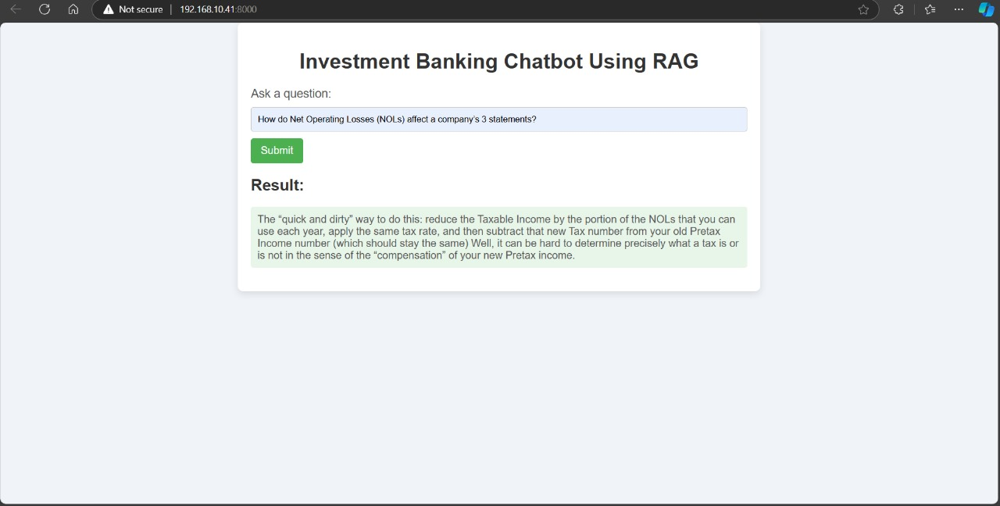 Not secure | 192.168.10.41:8000
Investment Banking Chatbot Using RAG
Ask a question:
How do Net Operating Losses (NOLs) affect a company's 3 statements?
Submit
Result:
The “quick and dirty” way to do this: reduce the Taxable Income by the portion of the NOLs that you can
use each year, apply the same tax rate, and then subtract that new Tax number from your old Pretax
Income number (which should stay the same) Well, it can be hard to determine precisely what a tax is or
is not in the sense of the “compensation” of your new Pretax income.